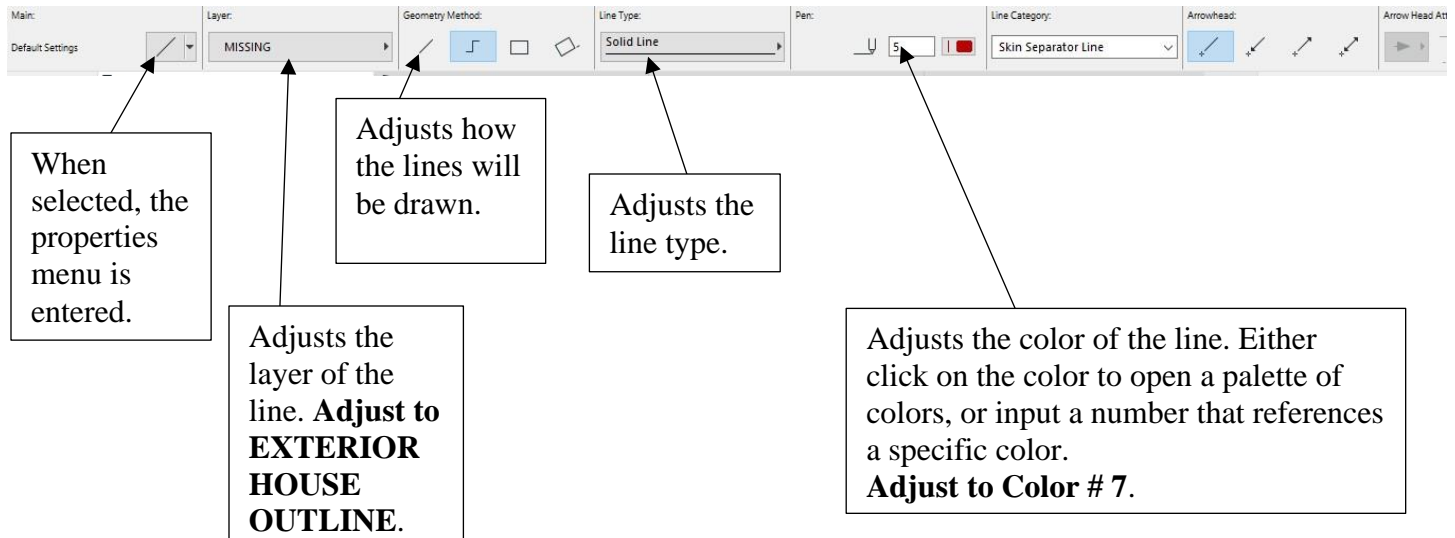 Main:
Layer:
Geometry Method:
Line Type:
Pen:
Line Category:
Arrowhead:
Arrow Head Att
Default Settings
MISSING
Solid Line
5
Skin Separator Line
When
selected, the
properties
menu is
entered.
Adjusts the
layer of the
line. Adjust to
EXTERIOR
HOUSE
OUTLINE.
Adjusts how
the lines will
be drawn.
Adjusts the
line type.
Adjusts the color of the line. Either
click on the color to open a palette of
colors, or input a number that references
a specific color.
Adjust to Color # 7.